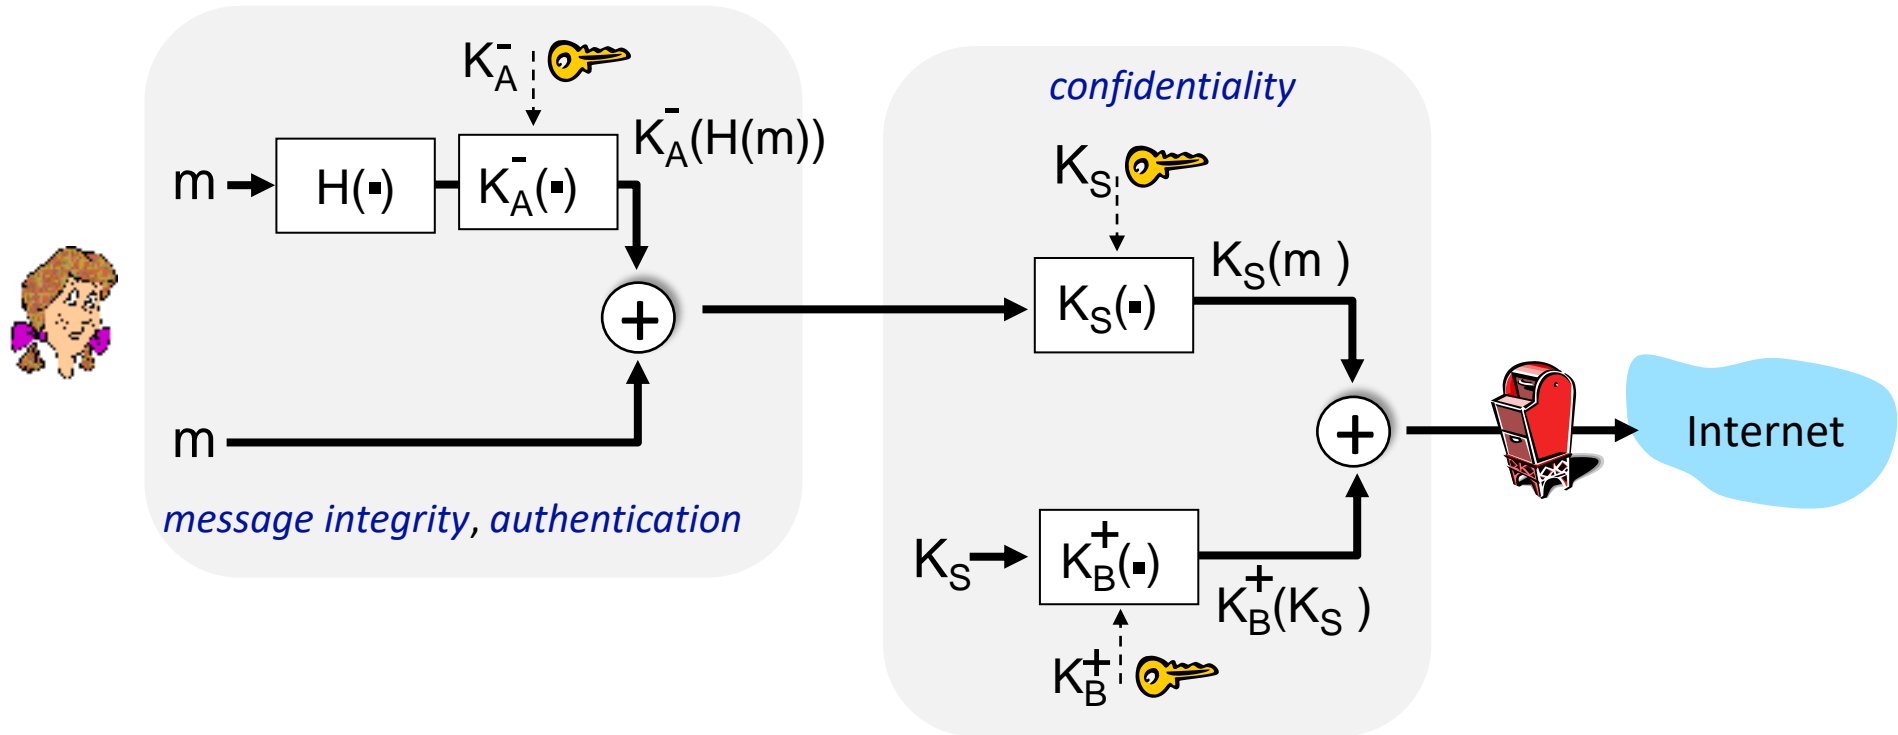 K_A^-
K_A^-(H(m))
m
H(▪)
K_A^-(▪)
m
message integrity, authentication
confidentiality
K_S
K_S(▪)
K_S(m )
+
+
Internet
K_S
K_B^+(▪)
K_B^+(K_S )
K_B^+